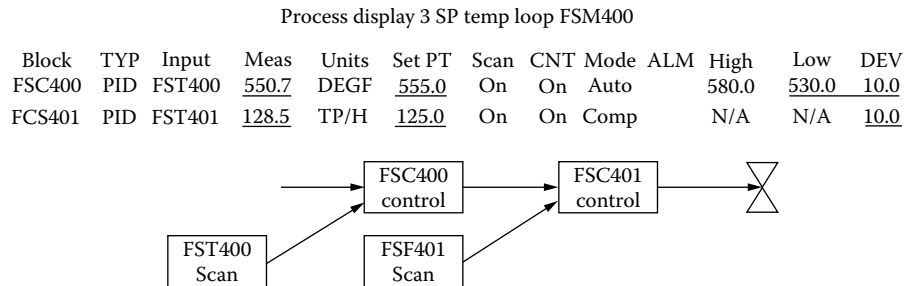 Process display 3 SP temp loop FSM400
Block TYP Input Meas Units Set PT Scan CNT Mode ALM High Low DEV
FSC400 PID FST400 550.7 DEGF 555.0 On On Auto 580.0 530.0 10.0
FCS401 PID FST401 128.5 TP/H 125.0 On On Comp N/A N/A 10.0
FSC400 control
FSC401 control
FST400 Scan
FSF401 Scan